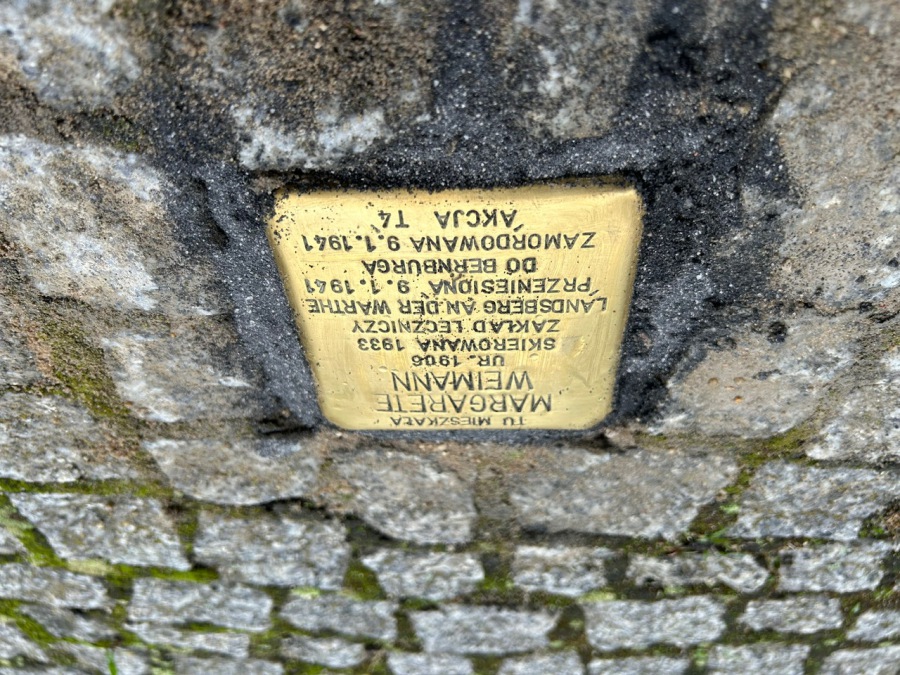 TU MIESZKAŁA
MARGARETE
WEIMANN
UR. 1906
SKIEROWANA 1933
ZAKŁAD LECZNICZY
LANDSBERG AN DER WARTHE
PRZENIESIONA 9.1.1941
DO BERNBURGA
ZAMORDOWANA 9.1.1941
AKCJA T4